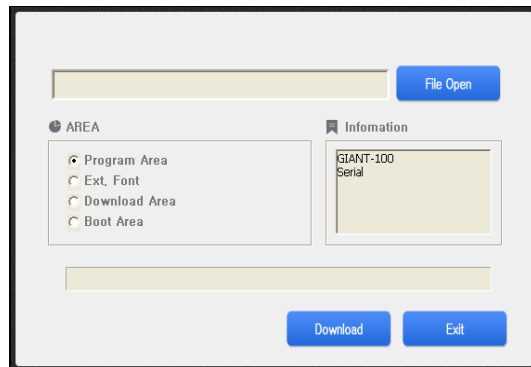 File Open
AREA
Program Area
Ext. Font
Download Area
Boot Area
Infomation
GIANT-100
Serial
Download
Exit